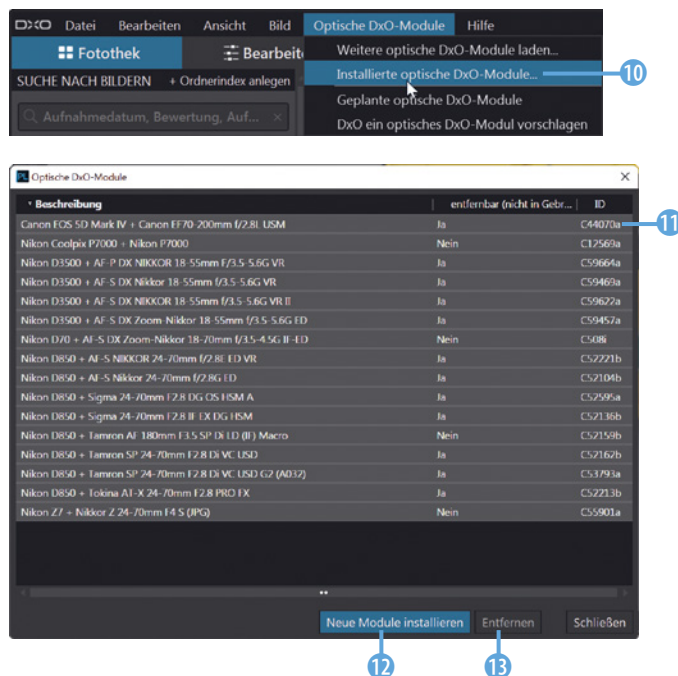 DXO Datei Bearbeiten Ansicht Bild Optische DxO-Module Hilfe
Fotothek Bearbeit
Weitere optische DxO-Module laden...
SUCHE NACH BILDERN + Ordnerindex anlegen
Installierte optische DxO-Module... 10
Geplante optische DxO-Module
Aufnahmedatum, Bewertung, Auf... ×
DxO ein optisches DxO-Modul vorschlagen
PL Optische DxO-Module ×
Beschreibung entfernbar (nicht in Gebr... ID
Canon EOS 5D Mark IV + Canon EF70-200mm f/2.8L USM Ja C44070a 11
Nikon Coolpix P7000 + Nikon P7000 Nein C12569a
Nikon D3500 + AF-P DX NIKKOR 18-55mm F/3.5-5.6G VR Ja C59664a
Nikon D3500 + AF-S DX Nikkor 18-55mm f/3.5-5.6G VR Ja C59469a
Nikon D3500 + AF-S DX NIKKOR 18-55mm f/3.5-5.6G VR II Ja C59622a
Nikon D3500 + AF-S DX Zoom-Nikkor 18-55mm f/3.5-5.6G ED Ja C59457a
Nikon D70 + AF-S DX Zoom-Nikkor 18-70mm f/3.5-4.5G IF-ED Nein C508i
Nikon D850 + AF-S NIKKOR 24-70mm f/2.8E ED VR Ja C52221b
Nikon D850 + AF-S Nikkor 24-70mm f/2.8G ED Ja C52104b
Nikon D850 + Sigma 24-70mm F2.8 DG OS HSM A Ja C52595a
Nikon D850 + Sigma 24-70mm F2.8 IF EX DG HSM Ja C52136b
Nikon D850 + Tamron AF 180mm F3.5 SP Di LD (IF) Macro Nein C52159b
Nikon D850 + Tamron SP 24-70mm F2.8 Di VC USD Ja C52162b
Nikon D850 + Tamron SP 24-70mm F2.8 Di VC USD G2 (A032) Ja C53793a
Nikon D850 + Tokina AT-X 24-70mm F2.8 PRO FX Ja C52213b
Nikon Z7 + Nikkor Z 24-70mm F4 S (JPG) Nein C55901a
Neue Module installieren Entfernen Schließen
12 13